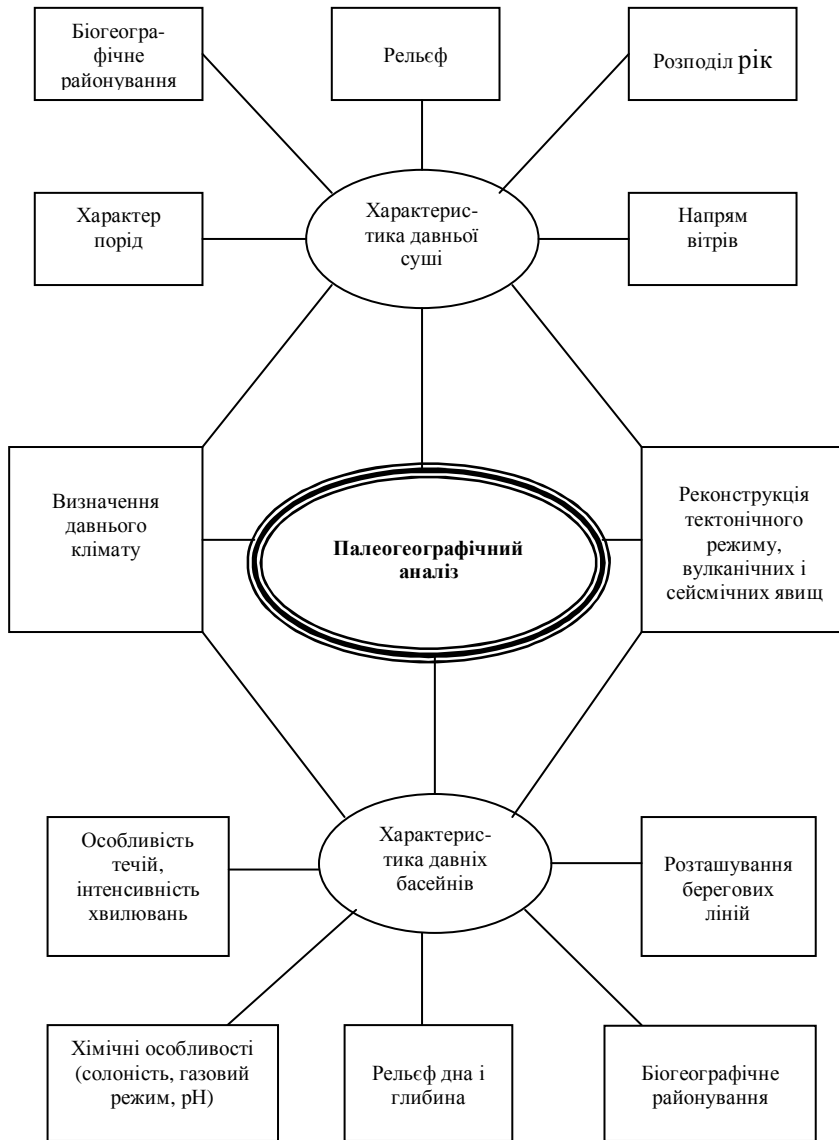 Біогеогра-
фічне
районування
Рельєф
Розподіл рік
Характер
порід
Характерис-
тика давньої
суші
Напрям
вітрів
Визначення
давнього
клімату
Палеогеографічний
аналіз
Реконструкція
тектонічного
режиму,
вулканічних і
сейсмічних явищ
Особливість
течій,
інтенсивність
хвилювань
Характерис-
тика давніх
басейнів
Розташування
берегових
ліній
Хімічні особливості
(солоність, газовий
режим, рН)
Рельєф дна і
глибина
Біогеографічне
районування